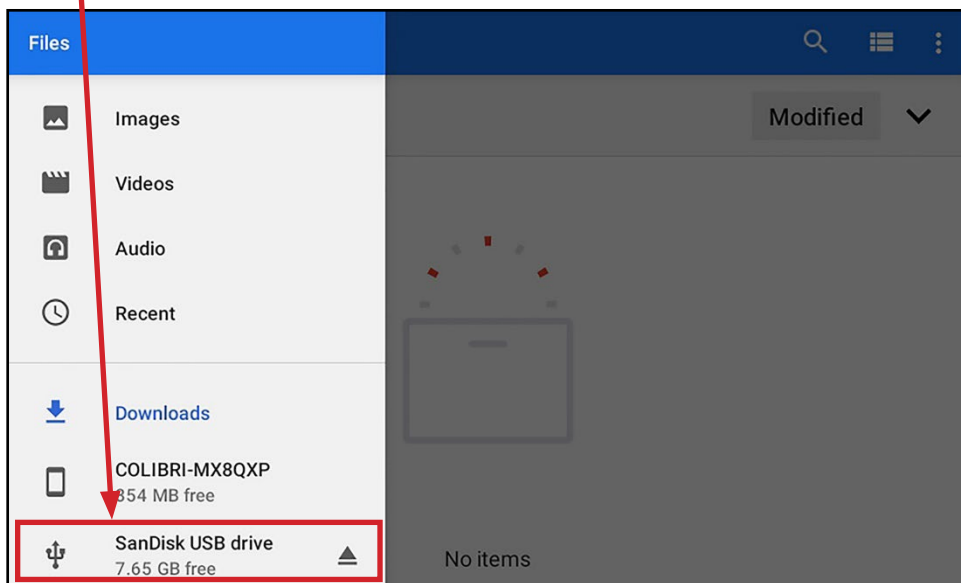 Files
Modified
Images
Videos
Audio
Recent
Downloads
COLIBRI-MX8QXP
354 MB free
SanDisk USB drive
7.65 GB free
No items